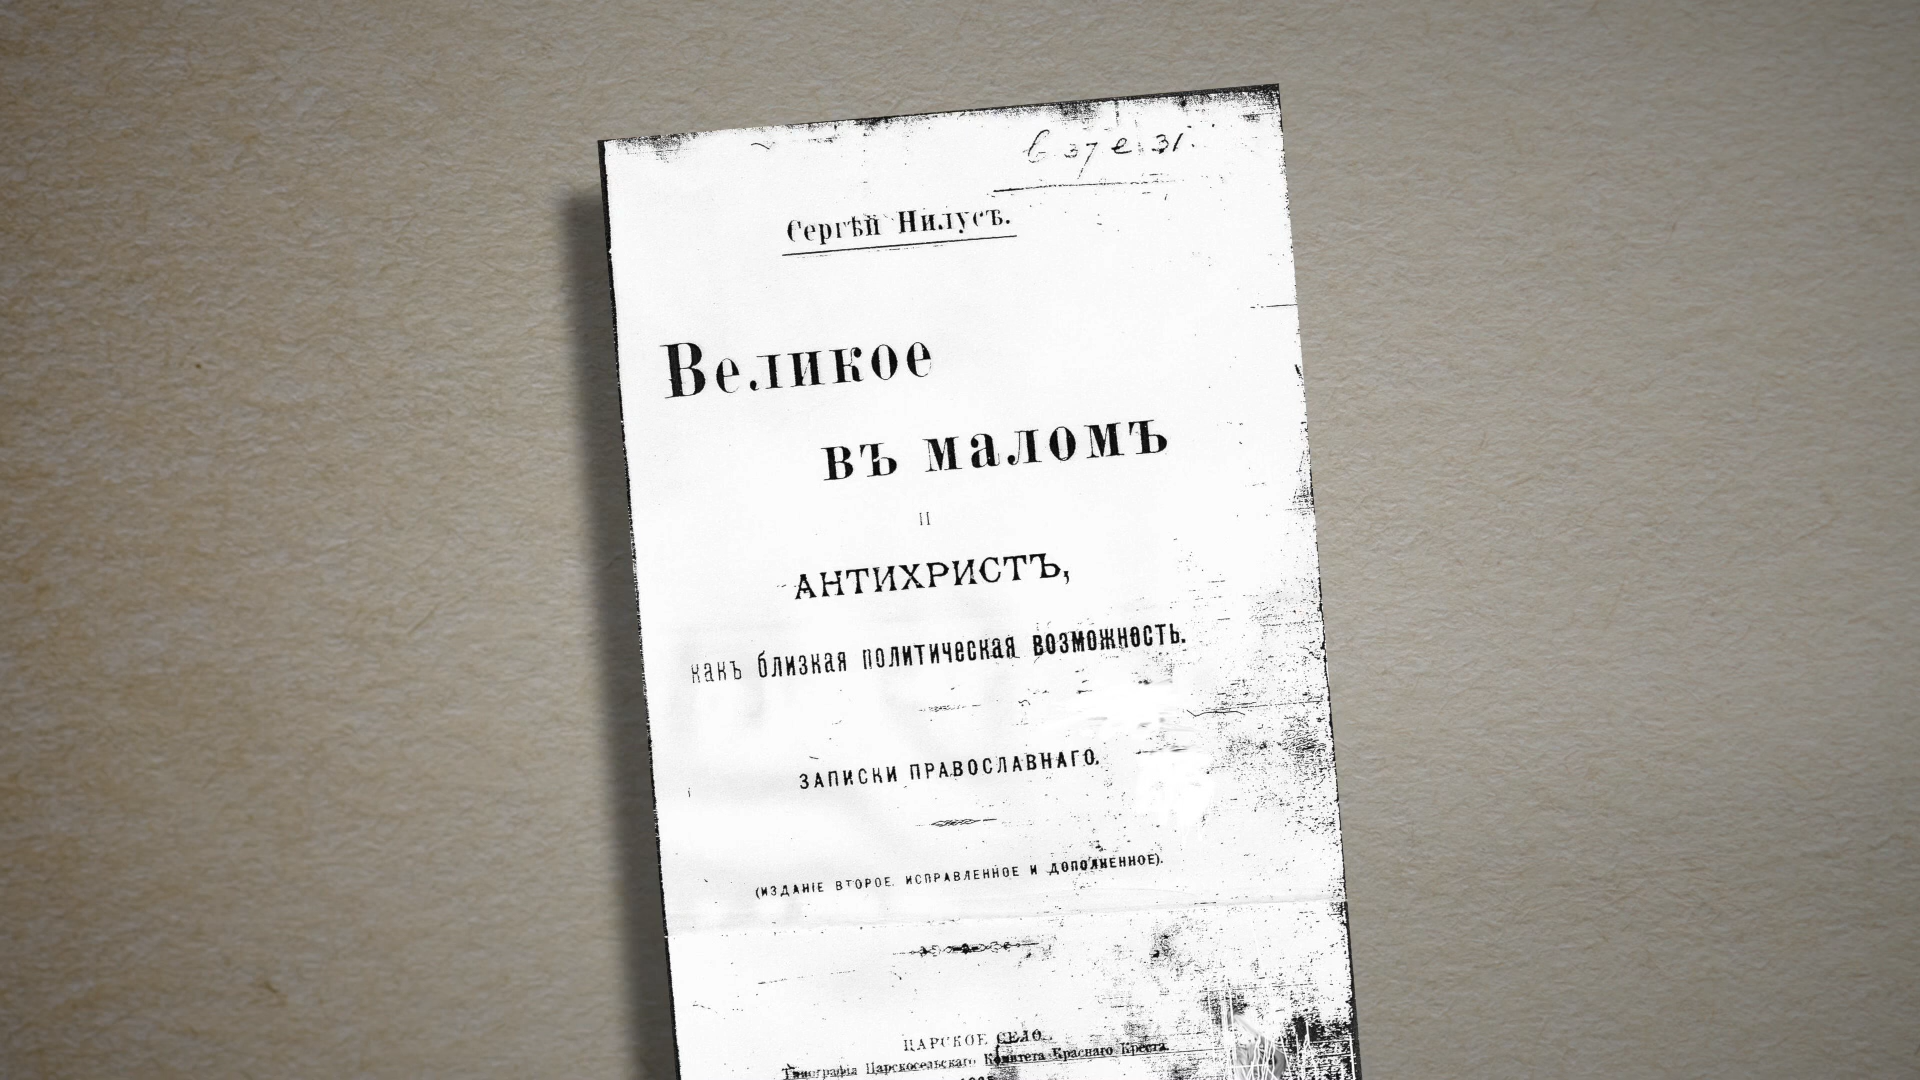 в 37 е 31.
Сергѣй Нилусъ.
Великое
въ маломъ
и
АНТИХРИСТЪ,
какъ близкая политическая возможность.
ЗАПИСКИ ПРАВОСЛАВНАГО.
(ИЗДАНІЕ ВТОРОЕ, ИСПРАВЛЕННОЕ И ДОПОЛНЕННОЕ).
ЦАРСКОЕ СЕЛО.
Типографія Царскосельскаго Комитета Краснаго Креста.